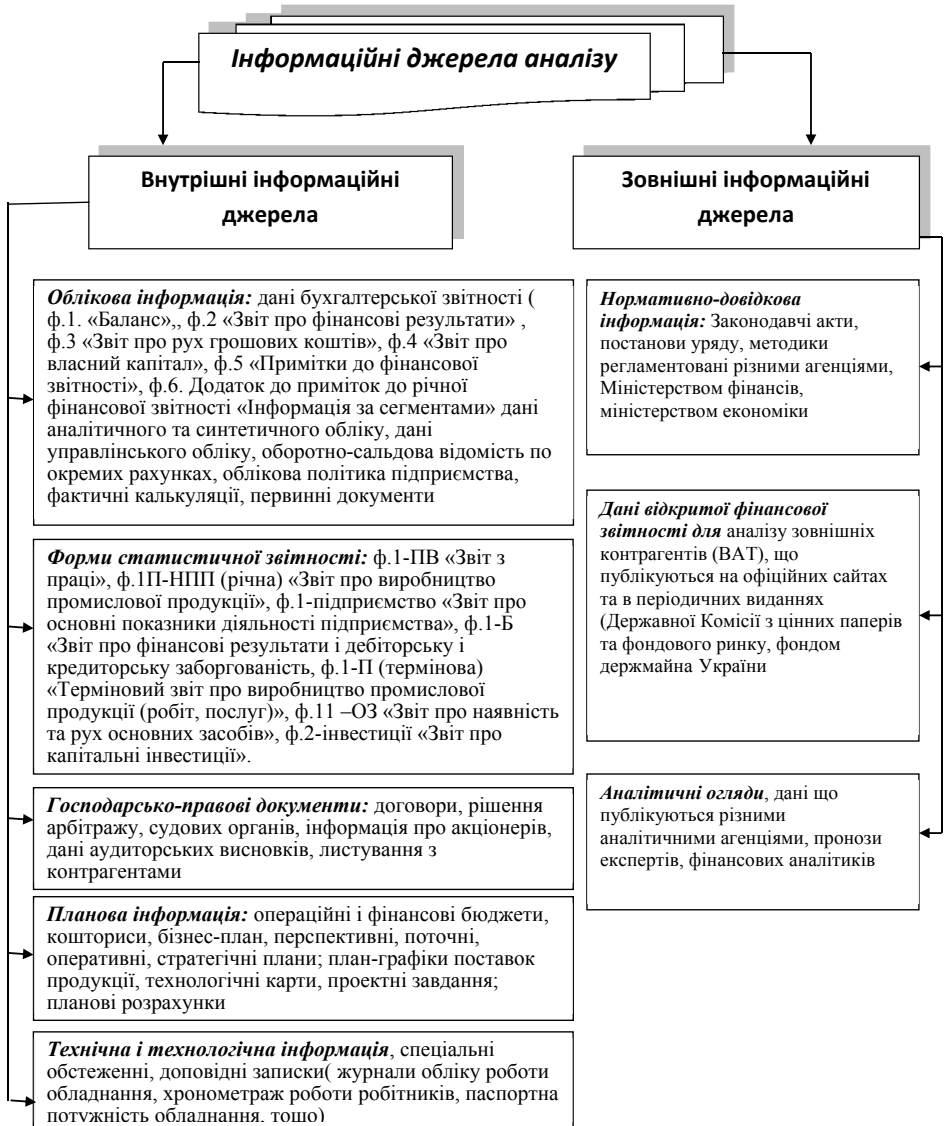 Інформаційні джерела аналізу
Внутрішні інформаційні
джерела
Зовнішні інформаційні
джерела
Облікова інформація: дані бухгалтерської звітності (
ф.1. «Баланс»,, ф.2 «Звіт про фінансові результати» ,
ф.3 «Звіт про рух грошових коштів», ф.4 «Звіт про
власний капітал», ф.5 «Примітки до фінансової
звітності», ф.6. Додаток до приміток до річної
фінансової звітності «Інформація за сегментами» дані
аналітичного та синтетичного обліку, дані
управлінського обліку, оборотно-сальдова відомість по
окремих рахунках, облікова політика підприємства,
фактичні калькуляції, первинні документи
Форми статистичної звітності: ф.1-ПВ «Звіт з
праці», ф.1П-НПП (річна) «Звіт про виробництво
промислової продукції», ф.1-підприємство «Звіт про
основні показники діяльності підприємства», ф.1-Б
«Звіт про фінансові результати і дебіторську і
кредиторську заборгованість, ф.1-П (термінова)
«Терміновий звіт про виробництво промислової
продукції (робіт, послуг)», ф.11 –ОЗ «Звіт про наявність
та рух основних засобів», ф.2-інвестиції «Звіт про
капітальні інвестиції».
Господарсько-правові документи: договори, рішення
арбітражу, судових органів, інформація про акціонерів,
дані аудиторських висновків, листування з
контрагентами
Планова інформація: операційні і фінансові бюджети,
кошториси, бізнес-план, перспективні, поточні,
оперативні, стратегічні плани; план-графіки поставок
продукції, технологічні карти, проектні завдання;
планові розрахунки
Технічна і технологічна інформація, спеціальні
обстеженні, доповідні записки( журнали обліку роботи
обладнання, хронометраж роботи робітників, паспортна
потужність обладнання, тощо)
Нормативно-довідкова
інформація: Законодавчі акти,
постанови уряду, методики
регламентовані різними агенціями,
Міністерством фінансів,
міністерством економіки
Дані відкритої фінансової
звітності для аналізу зовнішніх
контрагентів (ВАТ), що
публікуються на офіційних сайтах
та в періодичних виданнях
(Державної Комісії з цінних паперів
та фондового ринку, фондом
держмайна України
Аналітичні огляди, дані що
публікуються різними
аналітичними агенціями, пронози
експертів, фінансових аналітиків